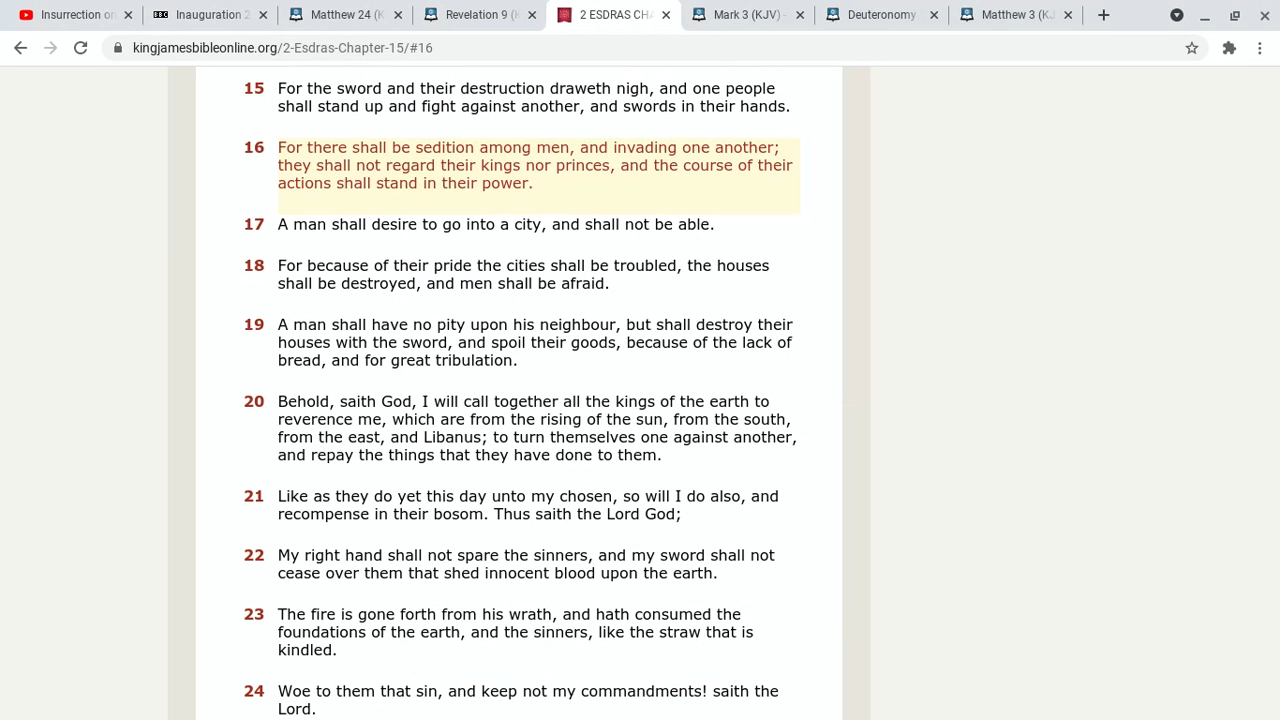 Insurrection on
Inauguration 2
Matthew 24 (K
Revelation 9 (K
2 ESDRAS CHA
Mark 3 (KJV) -
Deuteronomy
Matthew 3 (KJ
kingjamesbibleonline.org/2-Esdras-Chapter-15/#16
15 For the sword and their destruction draweth nigh, and one people
shall stand up and fight against another, and swords in their hands.
16 For there shall be sedition among men, and invading one another;
they shall not regard their kings nor princes, and the course of their
actions shall stand in their power.
17 A man shall desire to go into a city, and shall not be able.
18 For because of their pride the cities shall be troubled, the houses
shall be destroyed, and men shall be afraid.
19 A man shall have no pity upon his neighbour, but shall destroy their
houses with the sword, and spoil their goods, because of the lack of
bread, and for great tribulation.
20 Behold, saith God, I will call together all the kings of the earth to
reverence me, which are from the rising of the sun, from the south,
from the east, and Libanus; to turn themselves one against another,
and repay the things that they have done to them.
21 Like as they do yet this day unto my chosen, so will I do also, and
recompense in their bosom. Thus saith the Lord God;
22 My right hand shall not spare the sinners, and my sword shall not
cease over them that shed innocent blood upon the earth.
23 The fire is gone forth from his wrath, and hath consumed the
foundations of the earth, and the sinners, like the straw that is
kindled.
24 Woe to them that sin, and keep not my commandments! saith the
Lord.